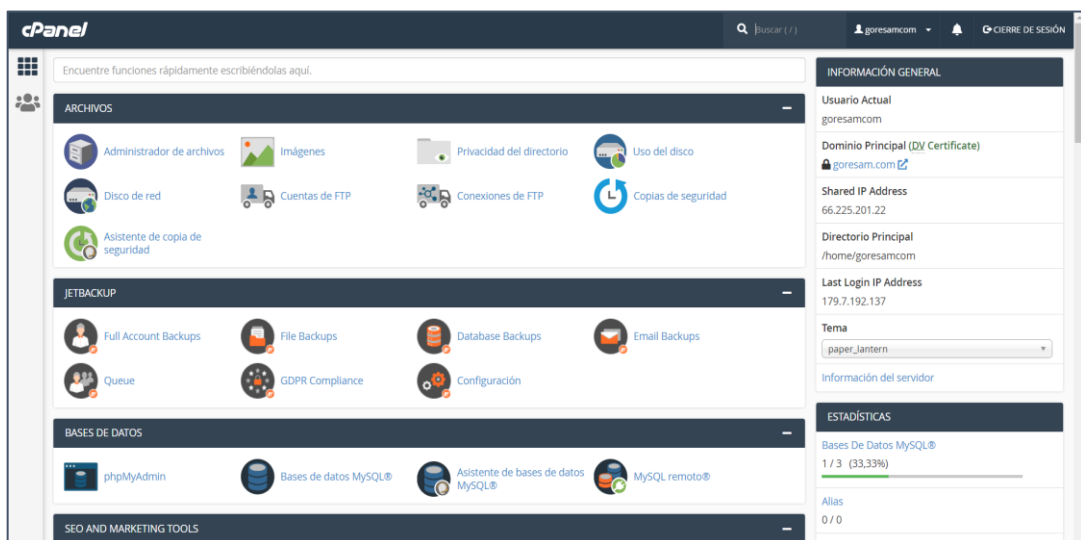 cPanel
Buscar ( / )
goresamcom
CIERRE DE SESIÓN
Encuentre funciones rápidamente escribiéndolas aquí.
ARCHIVOS
Administrador de archivos
Imágenes
Privacidad del directorio
Uso del disco
Disco de red
Cuentas de FTP
Conexiones de FTP
Copias de seguridad
Asistente de copia de
seguridad
JETBACKUP
Full Account Backups
File Backups
Database Backups
Email Backups
Queue
GDPR Compliance
Configuración
BASES DE DATOS
phpMyAdmin
Bases de datos MySQL®
Asistente de bases de datos
MySQL®
MySQL remoto®
SEO AND MARKETING TOOLS
INFORMACIÓN GENERAL
Usuario Actual
goresamcom
Dominio Principal (DV Certificate)
goresam.com
Shared IP Address
66.225.201.22
Directorio Principal
/home/goresamcom
Last Login IP Address
179.7.192.137
Tema
paper_lantern
Información del servidor
ESTADÍSTICAS
Bases De Datos MySQL®
1 / 3 (33,33%)
Alias
0 / 0